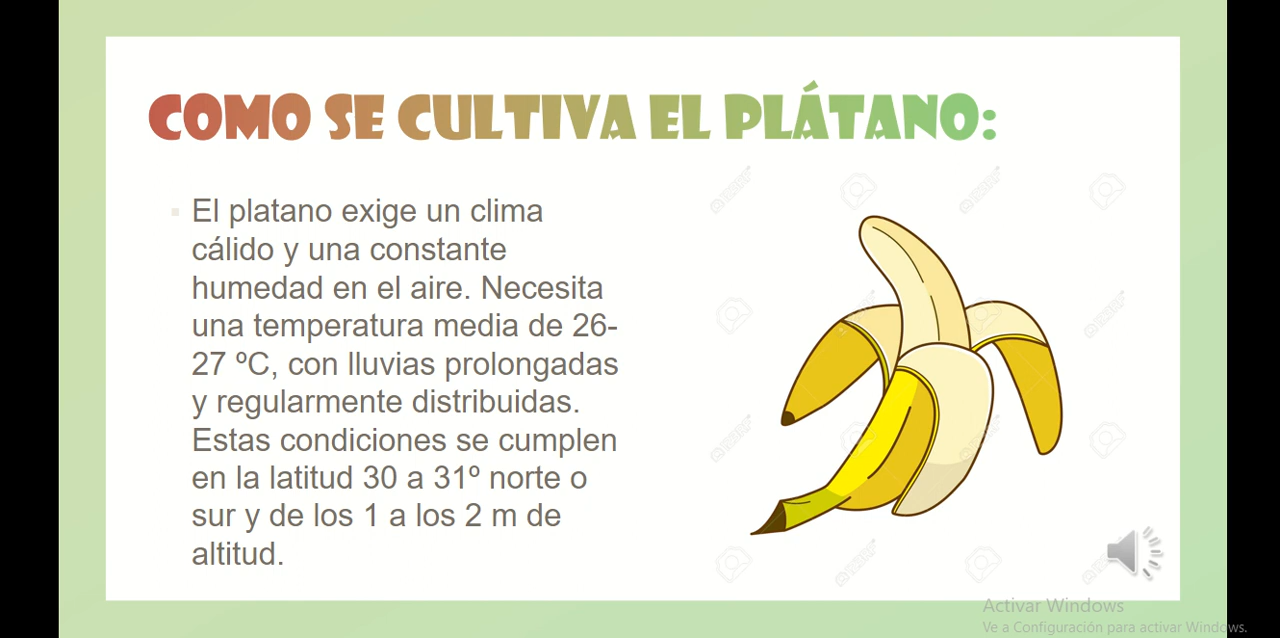 COMO SE CULTIVA EL PLÁTANO:
El platano exige un clima
cálido y una constante
humedad en el aire. Necesita
una temperatura media de 26-
27 ºC, con lluvias prolongadas
y regularmente distribuidas.
Estas condiciones se cumplen
en la latitud 30 a 31º norte o
sur y de los 1 a los 2 m de
altitud.
Activar Windows
Ve a Configuración para activar Windows.